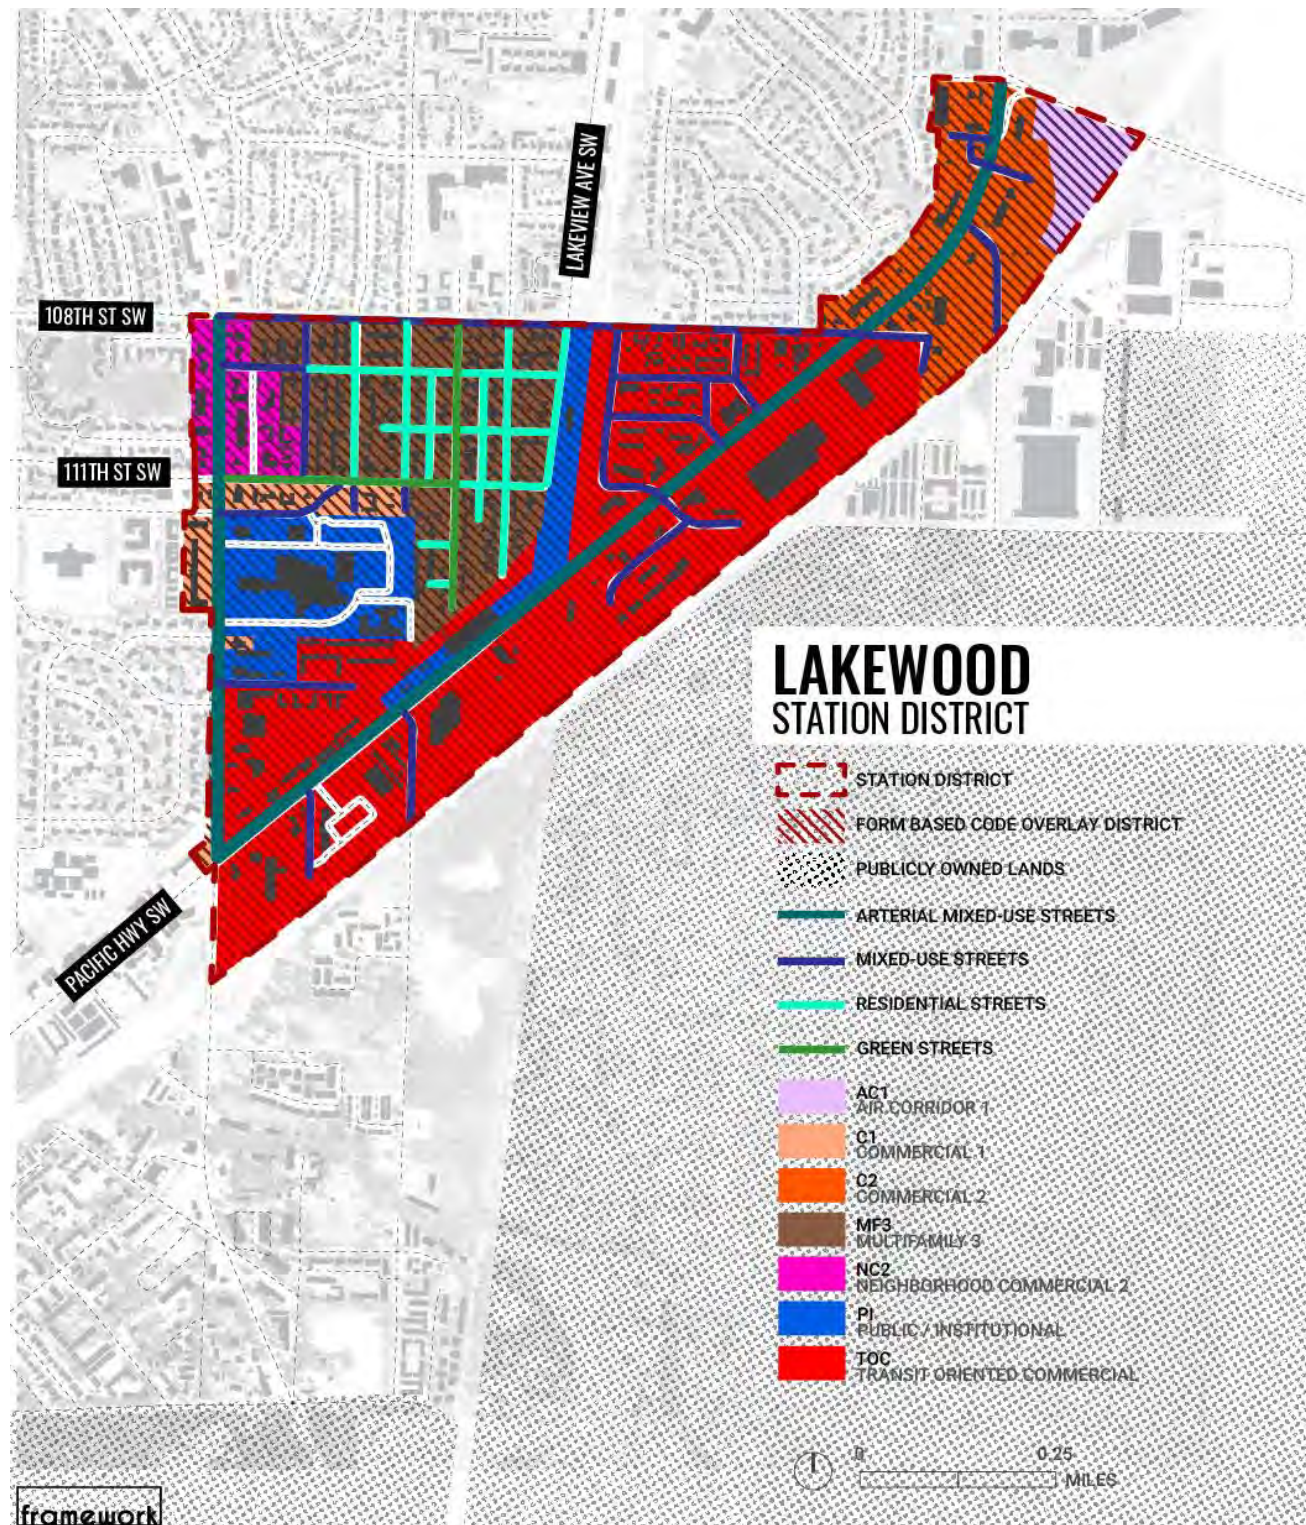 LAKEVIEW AVE SW
108TH ST SW
111TH ST SW
PACIFIC HWY SW
LAKEWOOD
STATION DISTRICT
STATION DISTRICT
FORM BASED CODE OVERLAY DISTRICT
PUBLICLY OWNED LANDS
ARTERIAL MIXED-USE STREETS
MIXED-USE STREETS
RESIDENTIAL STREETS
GREEN STREETS
AC1
AIR CORRIDOR 1
C1
COMMERCIAL 1
C2
COMMERCIAL 2
MF3
MULTIFAMILY 3
NC2
NEIGHBORHOOD COMMERCIAL 2
PI
PUBLIC / INSTITUTIONAL
TOC
TRANSIT ORIENTED COMMERCIAL
0 0.25
MILES
framework